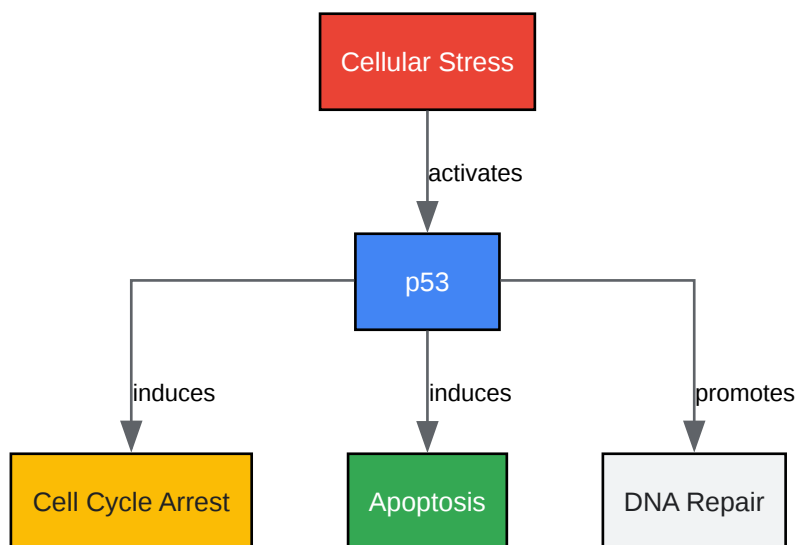 Cellular Stress
activates
p53
induces
induces
promotes
Cell Cycle Arrest
Apoptosis
DNA Repair